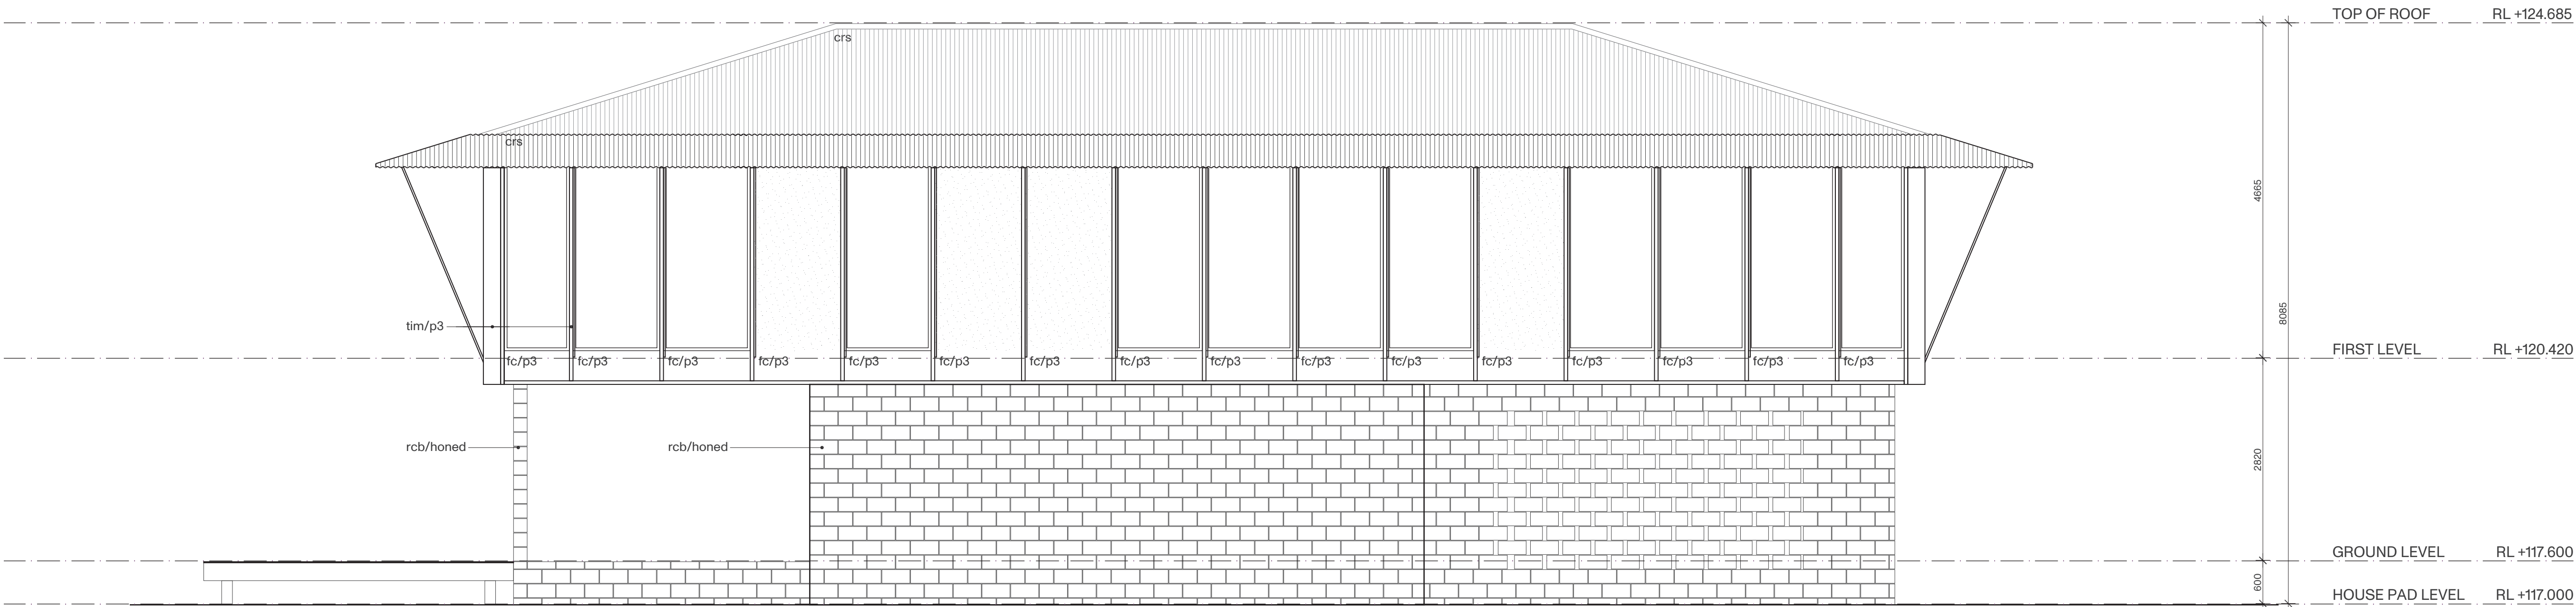 TOP OF ROOF RL +124.685
crs
crs
4665
8085
tim/p3
FIRST LEVEL RL +120.420
fc/p3 fc/p3 fc/p3 fc/p3 fc/p3 fc/p3 fc/p3 fc/p3 fc/p3 fc/p3 fc/p3 fc/p3 fc/p3 fc/p3 fc/p3 fc/p3
rcb/honed rcb/honed
2820
GROUND LEVEL RL +117.600
600
HOUSE PAD LEVEL RL +117.000